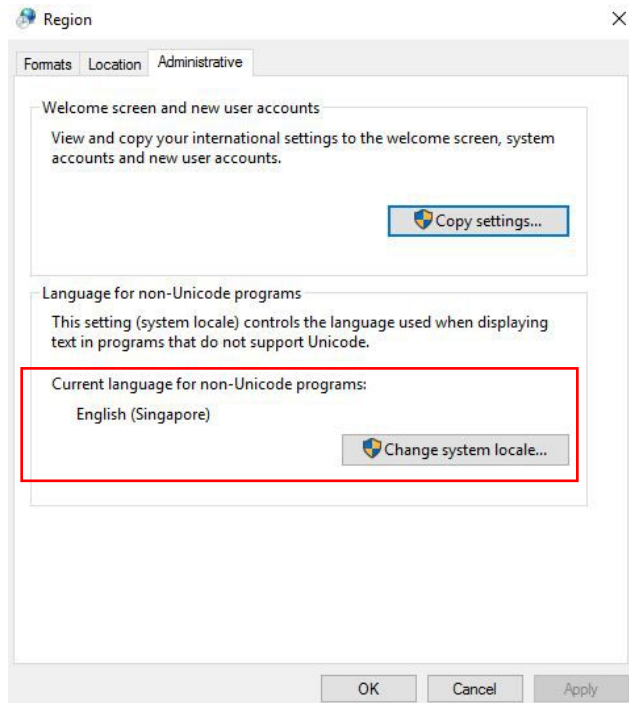 Region
Formats Location Administrative
Welcome screen and new user accounts
View and copy your international settings to the welcome screen, system
accounts and new user accounts.
Copy settings...
Language for non-Unicode programs
This setting (system locale) controls the language used when displaying
text in programs that do not support Unicode.
Current language for non-Unicode programs:
English (Singapore)
Change system locale...
OK Cancel Apply